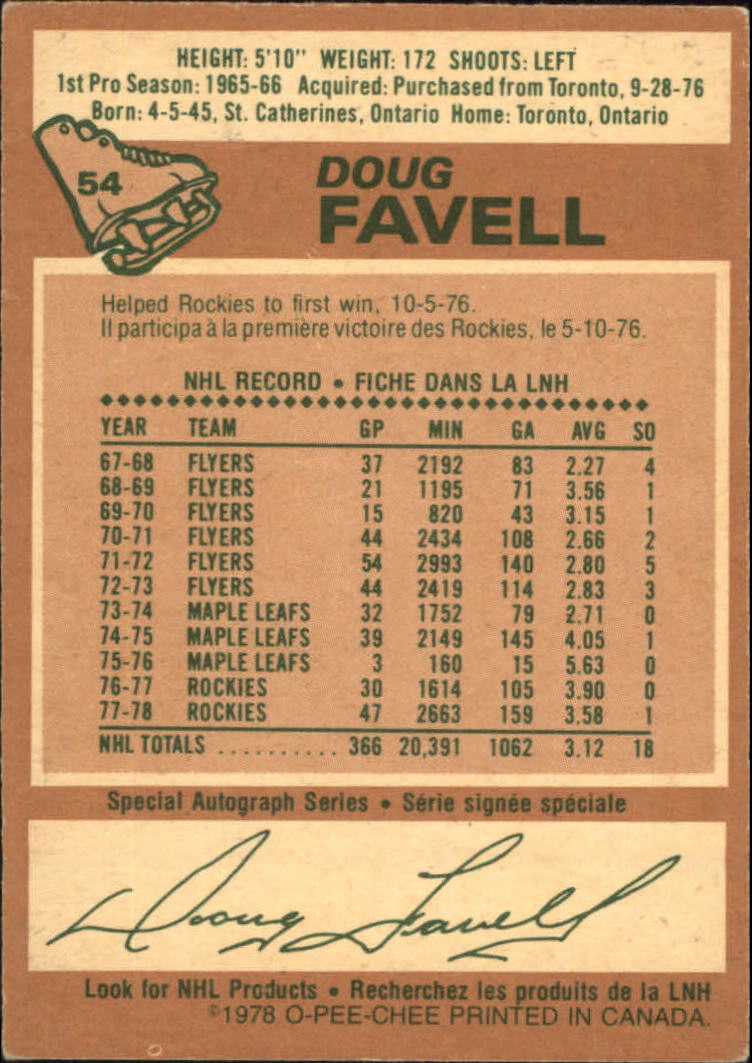 HEIGHT: 5'10" WEIGHT: 172 SHOOTS: LEFT
1st Pro Season: 1965-66 Acquired: Purchased from Toronto, 9-28-76
Born: 4-5-45, St. Catherines, Ontario Home: Toronto, Ontario
54
DOUG
FAVELL
Helped Rockies to first win, 10-5-76.
Il participa à la première victoire des Rockies, le 5-10-76.
NHL RECORD • FICHE DANS LA LNH
YEAR TEAM GP MIN GA AVG SO
67-68 FLYERS 37 2192 83 2.27 4
68-69 FLYERS 21 1195 71 3.56 1
69-70 FLYERS 15 820 43 3.15 1
70-71 FLYERS 44 2434 108 2.66 2
71-72 FLYERS 54 2993 140 2.80 5
72-73 FLYERS 44 2419 114 2.83 3
73-74 MAPLE LEAFS 32 1752 79 2.71 0
74-75 MAPLE LEAFS 39 2149 145 4.05 1
75-76 MAPLE LEAFS 3 160 15 5.63 0
76-77 ROCKIES 30 1614 105 3.90 0
77-78 ROCKIES 47 2663 159 3.58 1
NHL TOTALS .......... 366 20,391 1062 3.12 18
Special Autograph Series • Série signée spéciale
Doug Favell
Look for NHL Products • Recherchez les produits de la LNH
©1978 O-PEE-CHEE PRINTED IN CANADA.